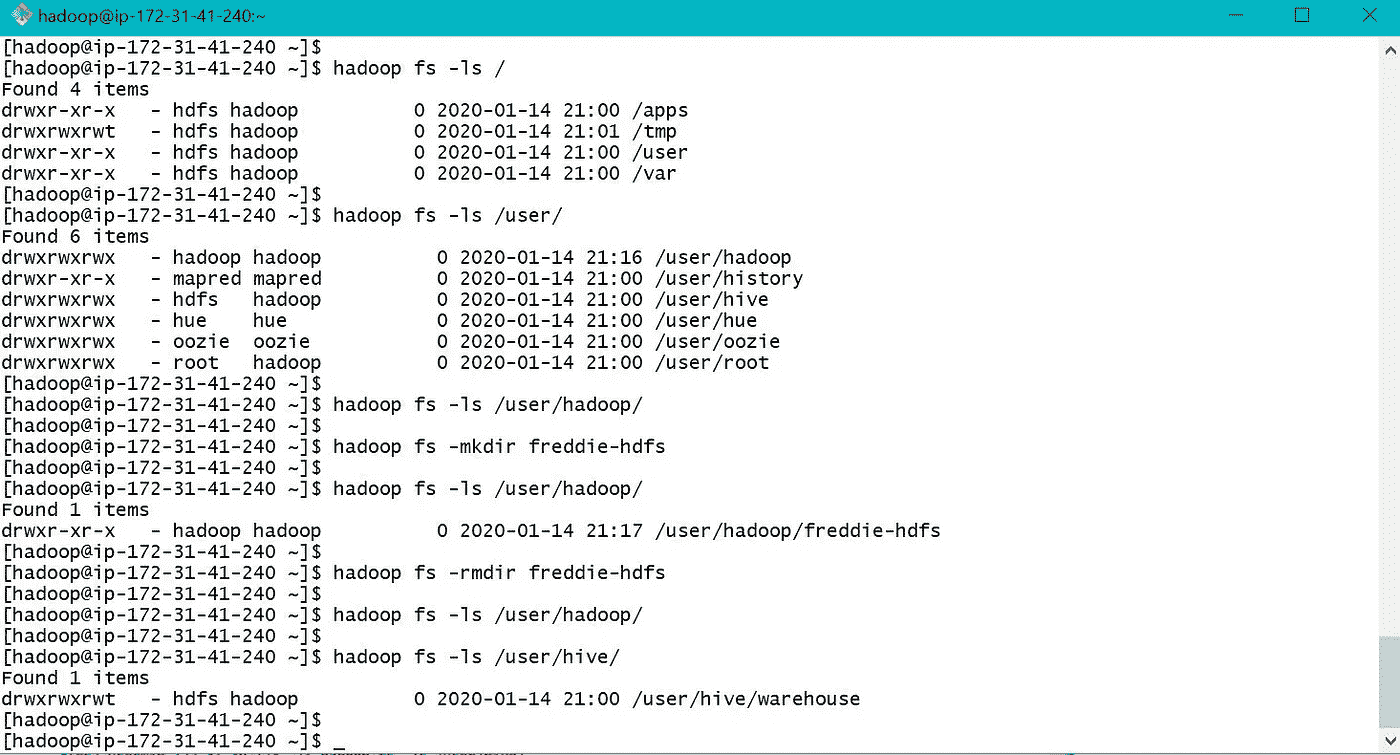 hadoop@ip-172-31-41-240:~
[hadoop@ip-172-31-41-240 ~]$
[hadoop@ip-172-31-41-240 ~]$ hadoop fs -ls /
Found 4 items
drwxr-xr-x   - hdfs hadoop          0 2020-01-14 21:00 /apps
drwxrwxrwt   - hdfs hadoop          0 2020-01-14 21:01 /tmp
drwxr-xr-x   - hdfs hadoop          0 2020-01-14 21:00 /user
drwxr-xr-x   - hdfs hadoop          0 2020-01-14 21:00 /var
[hadoop@ip-172-31-41-240 ~]$
[hadoop@ip-172-31-41-240 ~]$ hadoop fs -ls /user/
Found 6 items
drwxrwxrwx   - hadoop hadoop          0 2020-01-14 21:16 /user/hadoop
drwxr-xr-x   - mapred mapred          0 2020-01-14 21:00 /user/history
drwxrwxrwx   - hdfs   hadoop          0 2020-01-14 21:00 /user/hive
drwxrwxrwx   - hue    hue             0 2020-01-14 21:00 /user/hue
drwxrwxrwx   - oozie  oozie           0 2020-01-14 21:00 /user/oozie
drwxrwxrwx   - root   hadoop          0 2020-01-14 21:00 /user/root
[hadoop@ip-172-31-41-240 ~]$
[hadoop@ip-172-31-41-240 ~]$ hadoop fs -ls /user/hadoop/
[hadoop@ip-172-31-41-240 ~]$
[hadoop@ip-172-31-41-240 ~]$ hadoop fs -mkdir freddie-hdfs
[hadoop@ip-172-31-41-240 ~]$
[hadoop@ip-172-31-41-240 ~]$ hadoop fs -ls /user/hadoop/
Found 1 items
drwxr-xr-x   - hadoop hadoop          0 2020-01-14 21:17 /user/hadoop/freddie-hdfs
[hadoop@ip-172-31-41-240 ~]$
[hadoop@ip-172-31-41-240 ~]$ hadoop fs -rmdir freddie-hdfs
[hadoop@ip-172-31-41-240 ~]$
[hadoop@ip-172-31-41-240 ~]$ hadoop fs -ls /user/hadoop/
[hadoop@ip-172-31-41-240 ~]$
[hadoop@ip-172-31-41-240 ~]$ hadoop fs -ls /user/hive/
Found 1 items
drwxrwxrwt   - hdfs hadoop          0 2020-01-14 21:00 /user/hive/warehouse
[hadoop@ip-172-31-41-240 ~]$
[hadoop@ip-172-31-41-240 ~]$ _